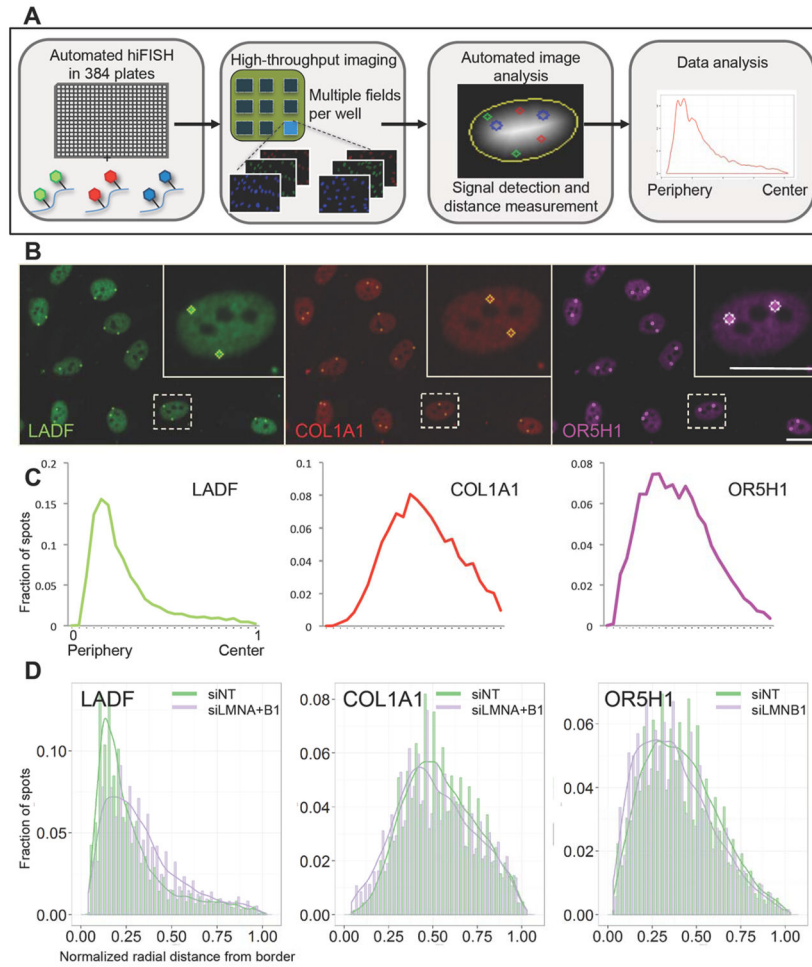 A
Automated hiFISH
in 384 plates
High-throughput imaging
Multiple fields
per well
Automated image
analysis
Signal detection and
distance measurement
Data analysis
Periphery
Center
B
LADF
COL1A1
OR5H1
C
LADF
COL1A1
OR5H1
Fraction of spots
0.2
0.15
0.1
0.05
0
0
1
Periphery
Center
0.1
0.08
0.06
0.04
0.02
0
0.08
0.06
0.04
0.02
0
D
LADF
siNT
siLMNA+B1
COL1A1
siNT
siLMNA+B1
OR5H1
siNT
siLMNB1
Fraction of spots
0.10
0.05
0.00
0.00 0.25 0.50 0.75 1.00
0.08
0.06
0.04
0.02
0.00
0.00 0.25 0.50 0.75 1.00
0.06
0.04
0.02
0.00
0.00 0.25 0.50 0.75 1.00
Normalized radial distance from border